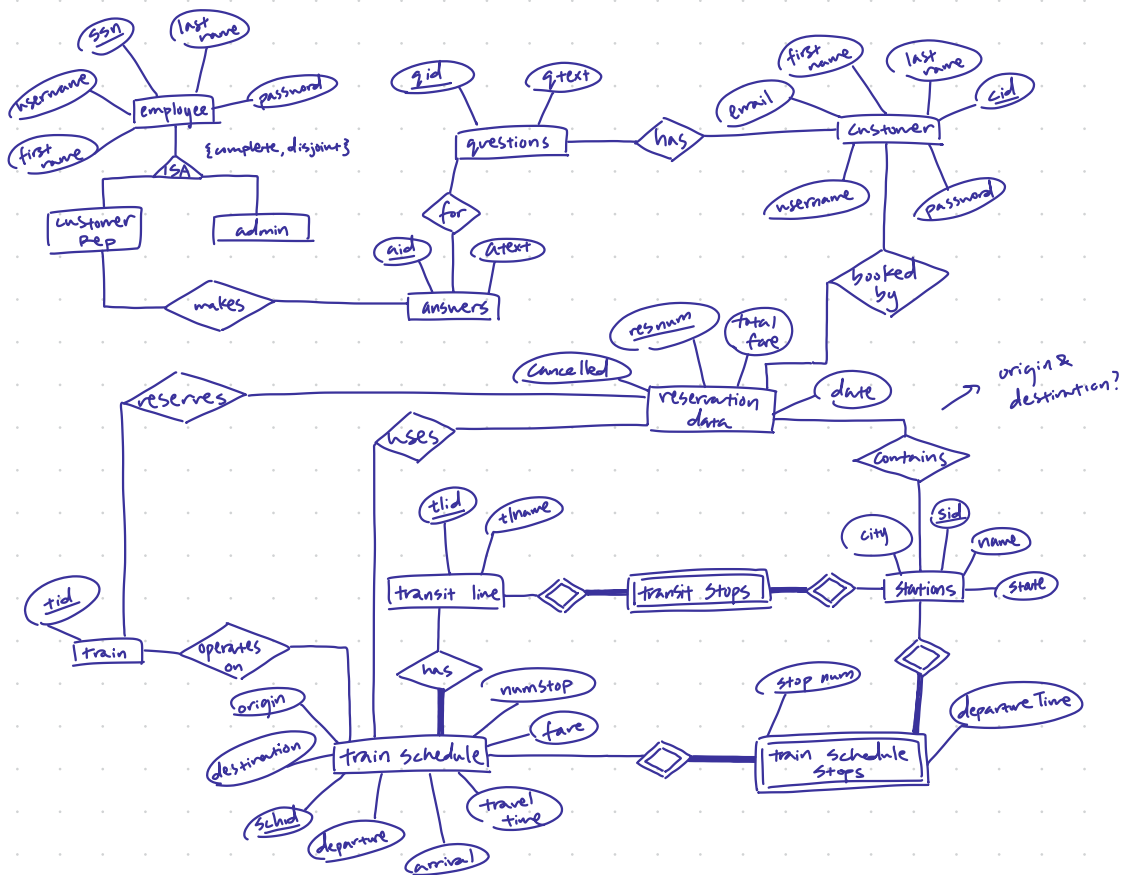 ssn
last
name
username
employee
password
first
name
{complete, disjoint}
ISA
customer
Rep
admin
makes
qid
qtext
questions
has
for
aid
atext
answers
first
name
last
name
email
cid
customer
username
password
booked
by
resnum
total
fare
cancelled
date
reservation
data
origin &
destination?
reserves
uses
contains
tlid
tlname
city
sid
name
state
transit line
transit stops
stations
tid
train
operates
on
has
numstop
origin
fare
destination
train schedule
schid
departure
arrival
travel
time
stop num
departureTime
train schedule
stops